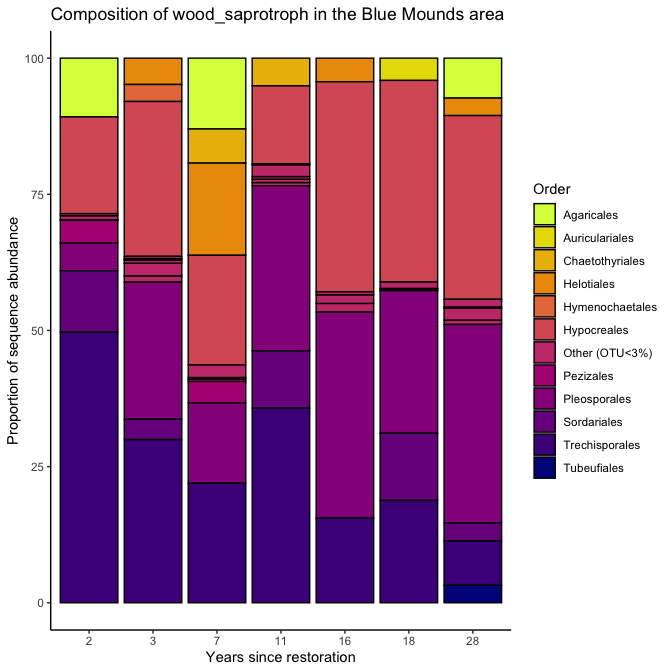 Composition of wood_saprotroph in the Blue Mounds area
Proportion of sequence abundance
100
75
50
25
0
2 3 7 11 16 18 28
Years since restoration
Order
Agaricales
Auriculariales
Chaetothyriales
Helotiales
Hymenochaetales
Hypocreales
Other (OTU<3%)
Pezizales
Pleosporales
Sordariales
Trechisporales
Tubeufiales